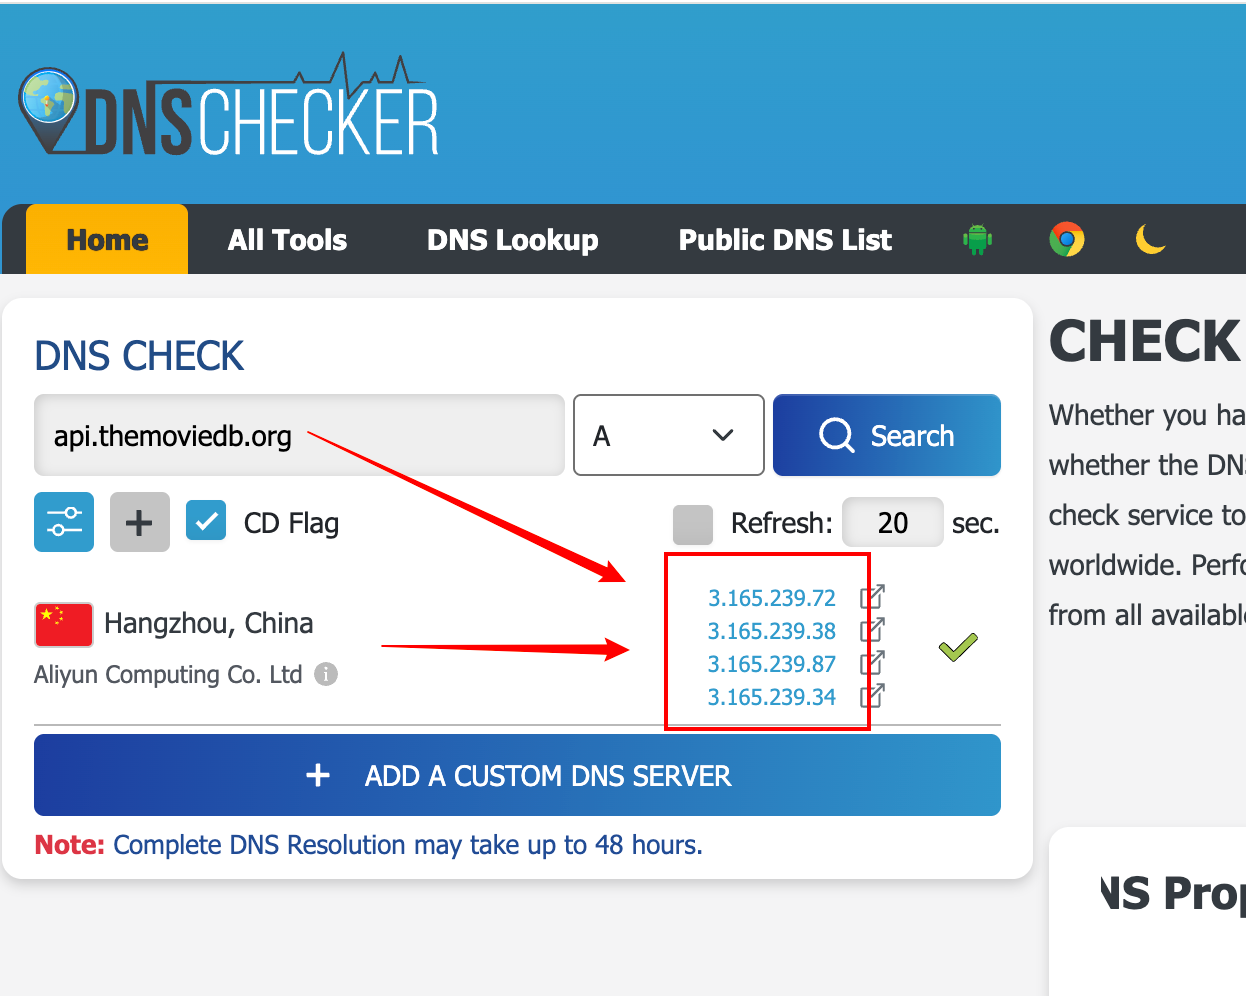 DNSCHECKER
Home
All Tools
DNS Lookup
Public DNS List
DNS CHECK
api.themoviedb.org
A
Search
CD Flag
Refresh: 20 sec.
Hangzhou, China
Aliyun Computing Co. Ltd
3.165.239.72
3.165.239.38
3.165.239.87
3.165.239.34
+ ADD A CUSTOM DNS SERVER
Note: Complete DNS Resolution may take up to 48 hours.
CHECK
Whether you ha
whether the DN
check service to
worldwide. Perfo
from all availabl
NS Prop